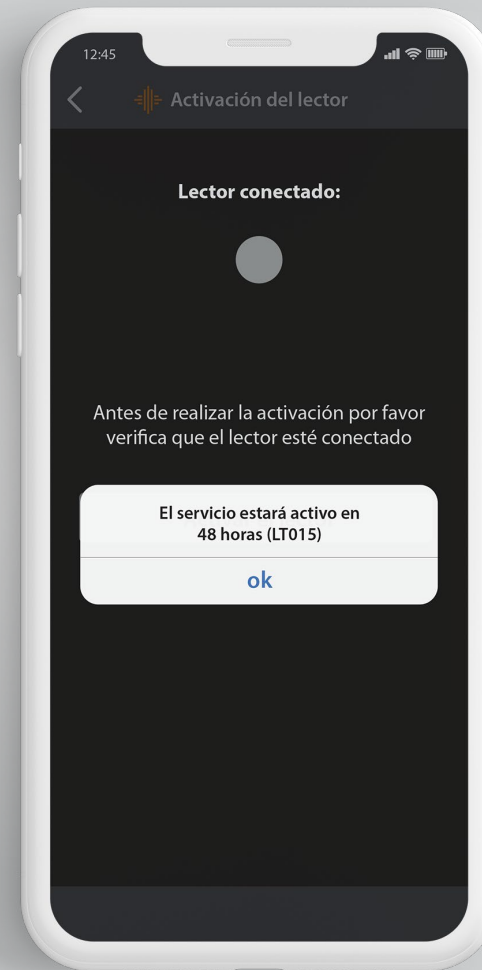 12:45
Activación del lector
Lector conectado:
Antes de realizar la activación por favor
verifica que el lector esté conectado
El servicio estará activo en
48 horas (LT015)
ok